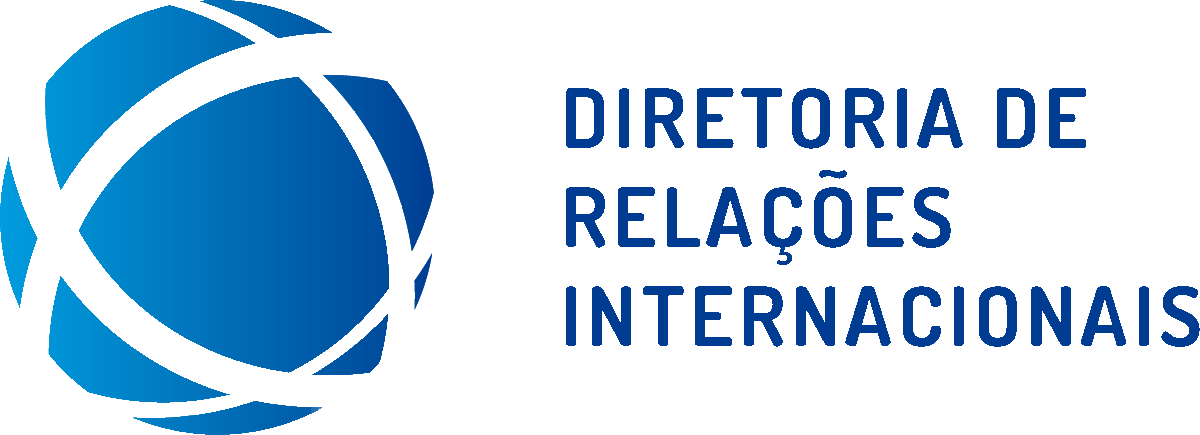 DIRETORIA DE
RELAÇÕES
INTERNACIONAIS